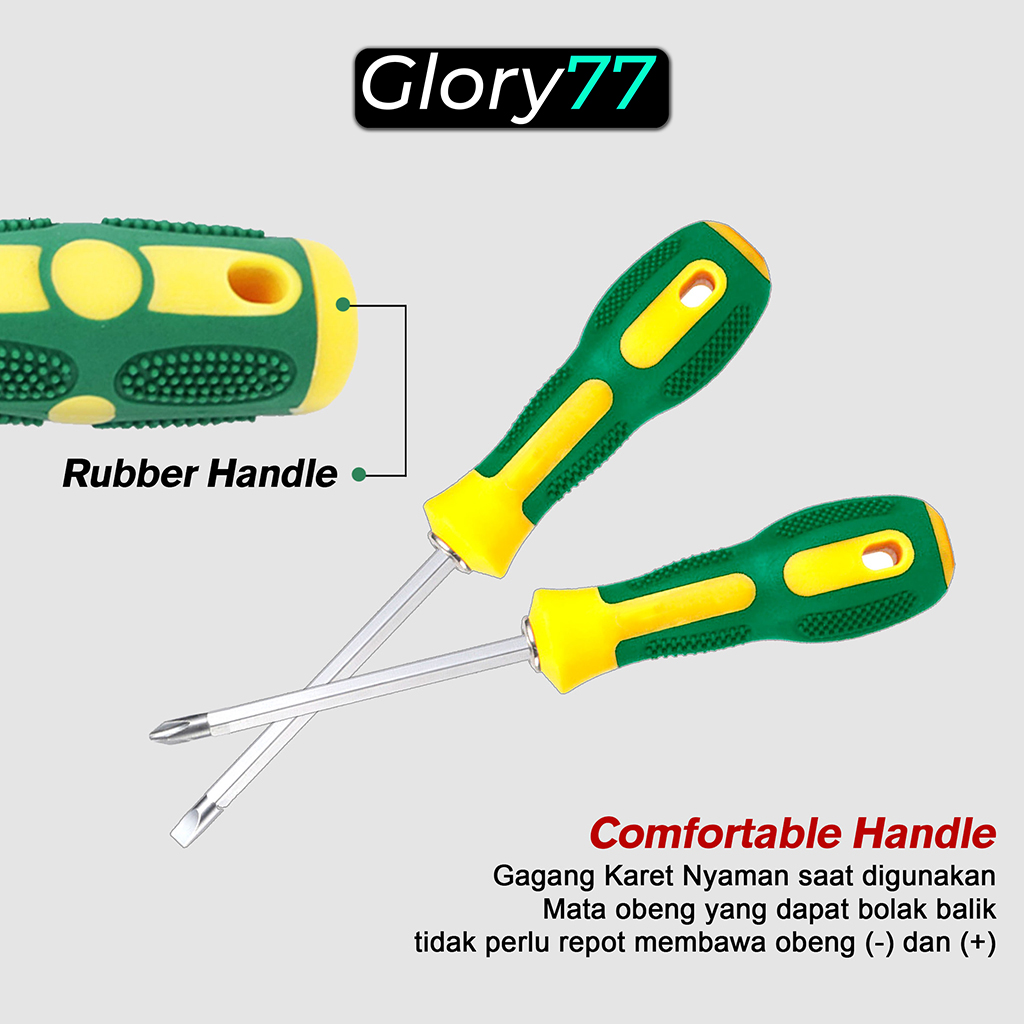 Glory77
Rubber Handle
Comfortable Handle
Gagang Karet Nyaman saat digunakan
Mata obeng yang dapat bolak balik
tidak perlu repot membawa obeng (-) dan (+)